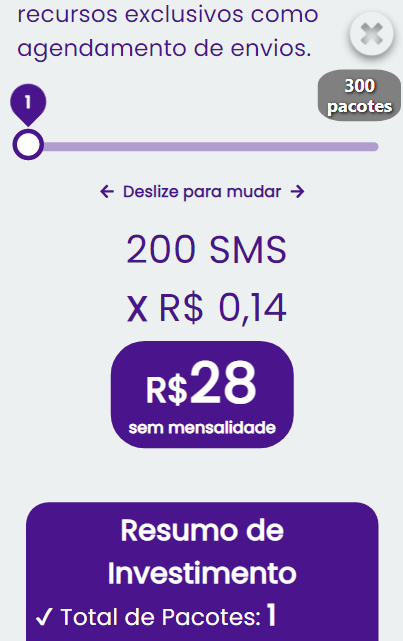 recursos exclusivos como
agendamento de envios.
300
pacotes
1
← Deslize para mudar →
200 SMS
x R$ 0,14
R$28
sem mensalidade
Resumo de
Investimento
✓ Total de Pacotes: 1